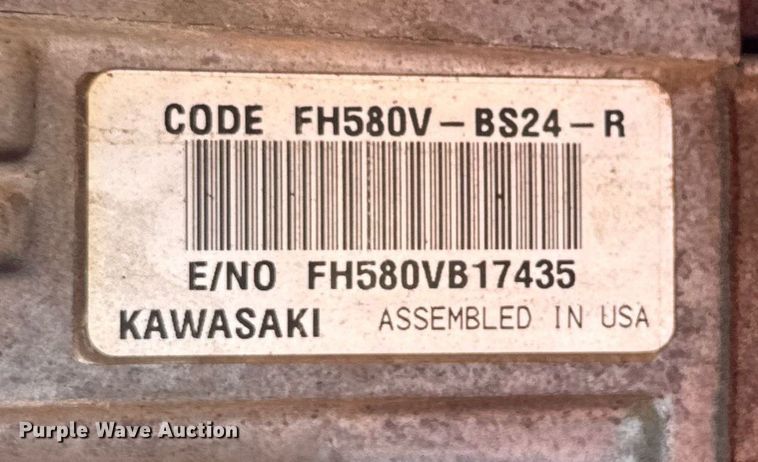 CODE FH580V-BS24-R
E/NO FH580VB17435
KAWASAKI ASSEMBLED IN USA
Purple Wave Auction